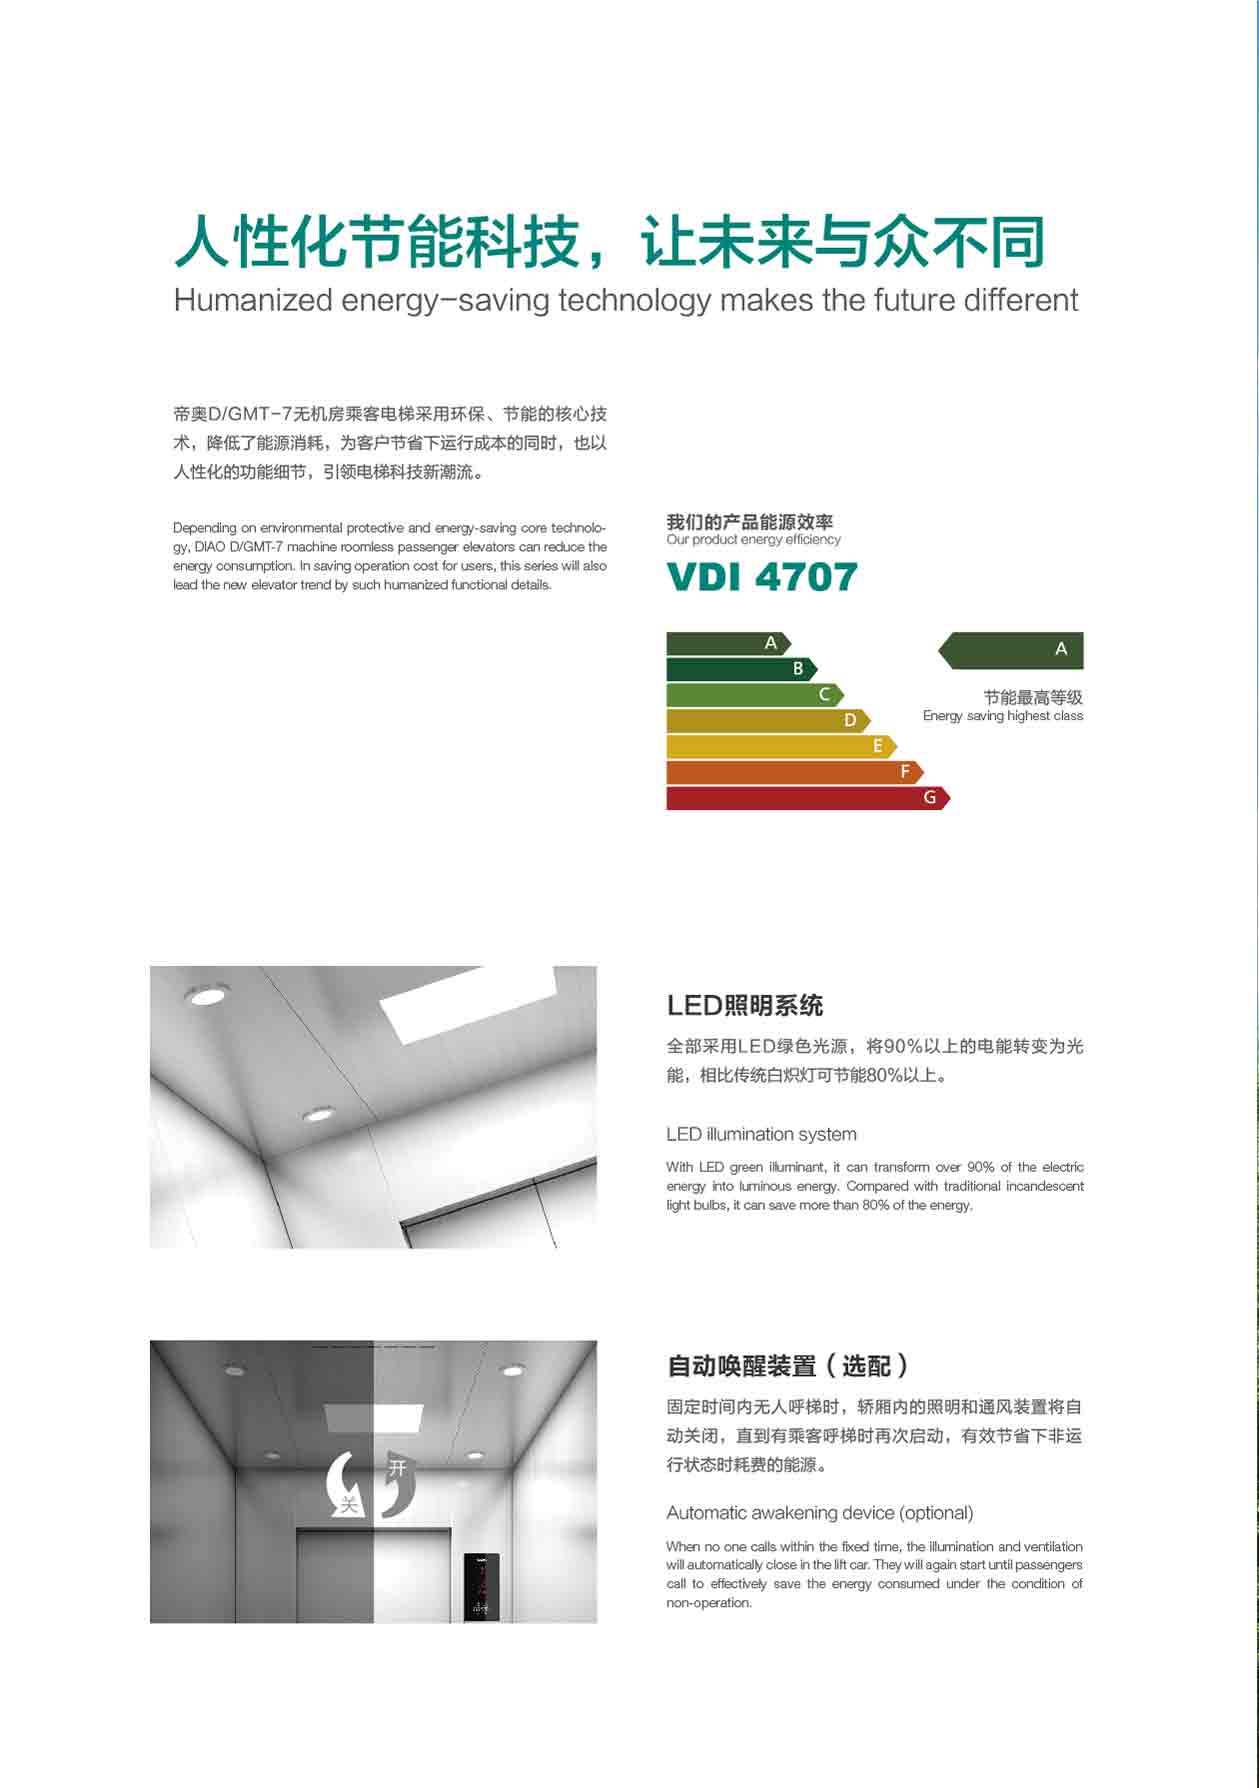 人性化节能科技，让未来与众不同
Humanized energy-saving technology makes the future different
帝奥D/GMT-7无机房乘客电梯采用环保、节能的核心技
术，降低了能源消耗，为客户节省下运行成本的同时，也以
人性化的功能细节，引领电梯科技新潮流。
Depending on environmental protective and energy-saving core technolo-
gy, DIAO D/GMT-7 machine roomless passenger elevators can reduce the
energy consumption. In saving operation cost for users, this series will also
lead the new elevator trend by such humanized functional details.
我们的产品能源效率
Our product energy efficiency
VDI 4707
A
B
C
D
E
F
G
A
节能最高等级
Energy saving highest class
LED照明系统
全部采用LED绿色光源，将90%以上的电能转变为光
能，相比传统白炽灯可节能80%以上。
LED illumination system
With LED green illuminant, it can transform over 90% of the electric
energy into luminous energy. Compared with traditional incandescent
light bulbs, it can save more than 80% of the energy.
关
开
自动唤醒装置（选配）
固定时间内无人呼梯时，轿厢内的照明和通风装置将自
动关闭，直到有乘客呼梯时再次启动，有效节省下非运
行状态时耗费的能源。
Automatic awakening device (optional)
When no one calls within the fixed time, the illumination and ventilation
will automatically close in the lift car. They will again start until passengers
call to effectively save the energy consumed under the condition of
non-operation.